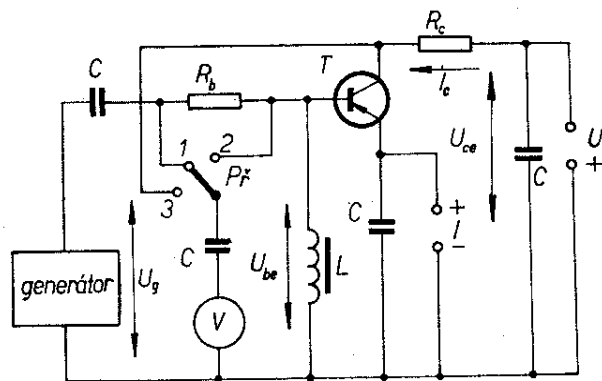 C
R_b
T
R_c
I_c
U_ce
U
+
C
1
2
3
Př
C
U_g
U_be
L
C
+
I
−
generátor
V